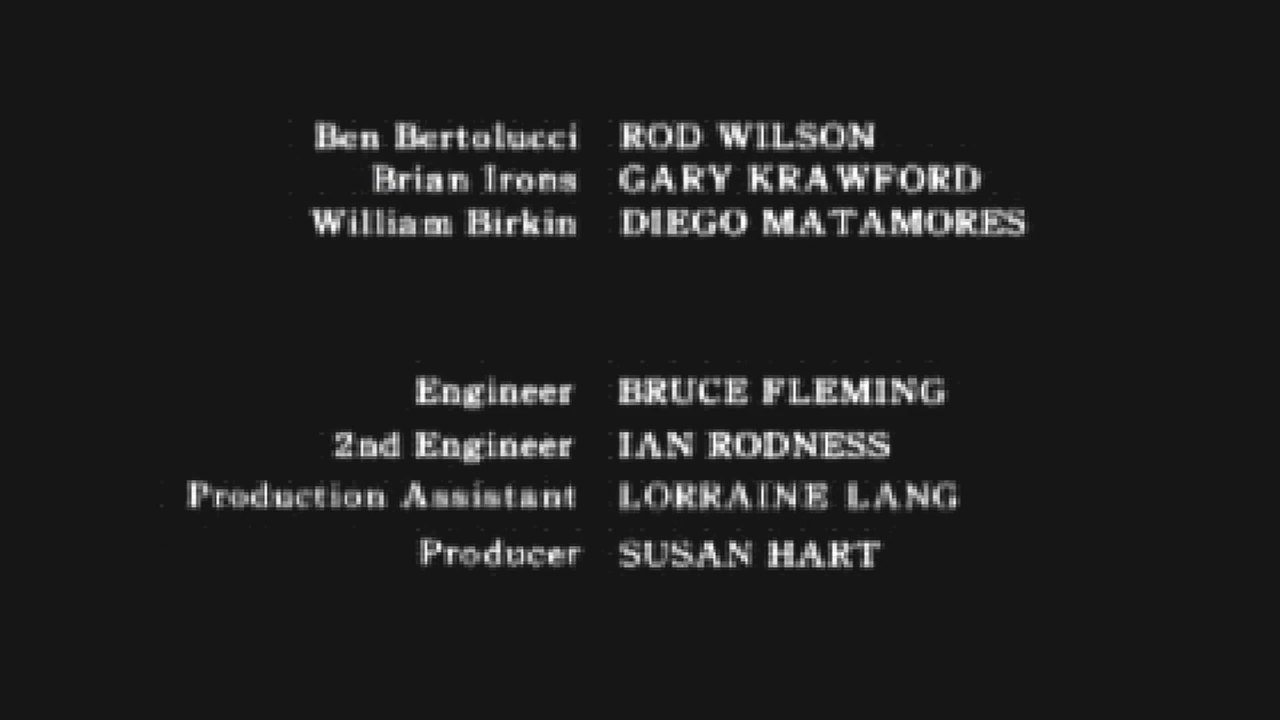 Ben Bertolucci ROD WILSON
Brian Irons GARY KRAWFORD
William Birkin DIEGO MATAMORES
Engineer BRUCE FLEMING
2nd Engineer IAN RODNESS
Production Assistant LORRAINE LANG
Producer SUSAN HART